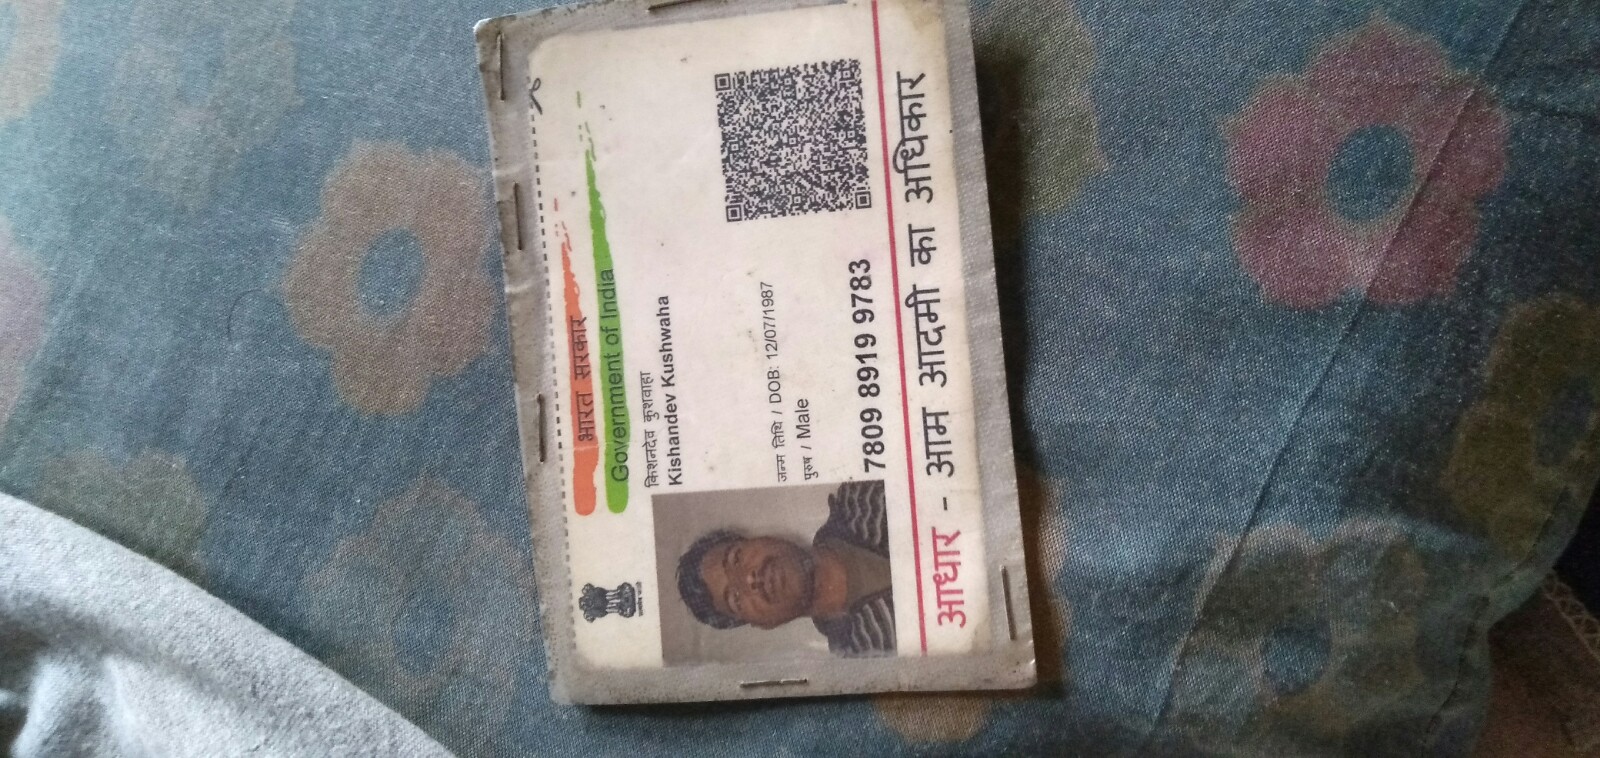 भारत सरकार
Government of India
किशनदेव कुशवाहा
Kishandev Kushwaha
जन्म तिथि / DOB: 12/07/1987
पुरुष / Male
7809 8919 9783
आधार - आम आदमी का अधिकार